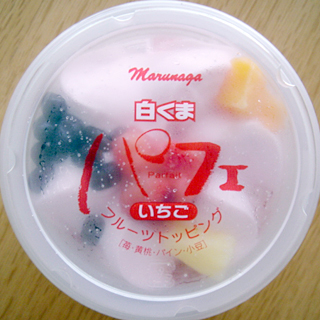 Marunaga
白くま
パフェ
Parfait
いちご
フルーツトッピング
[苺・黄桃・パイン・小豆]